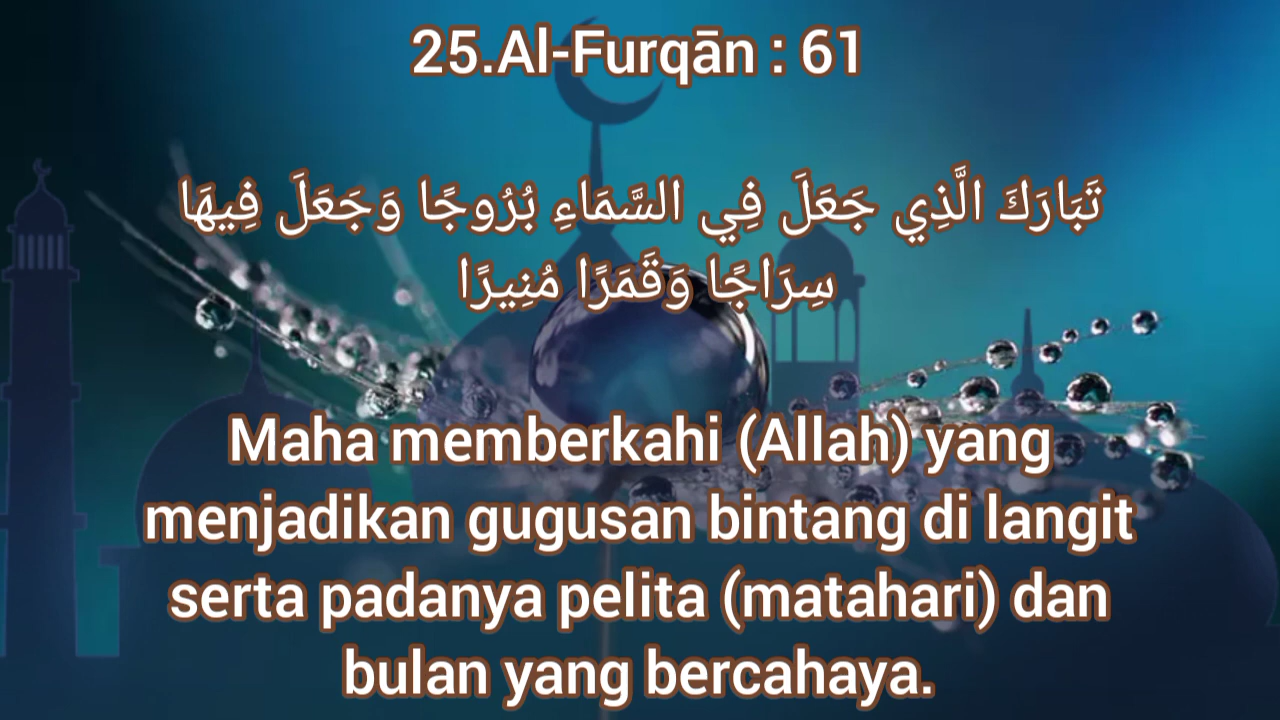 25.Al-Furqān : 61
تَبَارَكَ الَّذِي جَعَلَ فِي السَّمَاءِ بُرُوجًا وَجَعَلَ فِيهَا
سِرَاجًا وَقَمَرًا مُنِيرًا
Maha memberkahi (Allah) yang
menjadikan gugusan bintang di langit
serta padanya pelita (matahari) dan
bulan yang bercahaya.